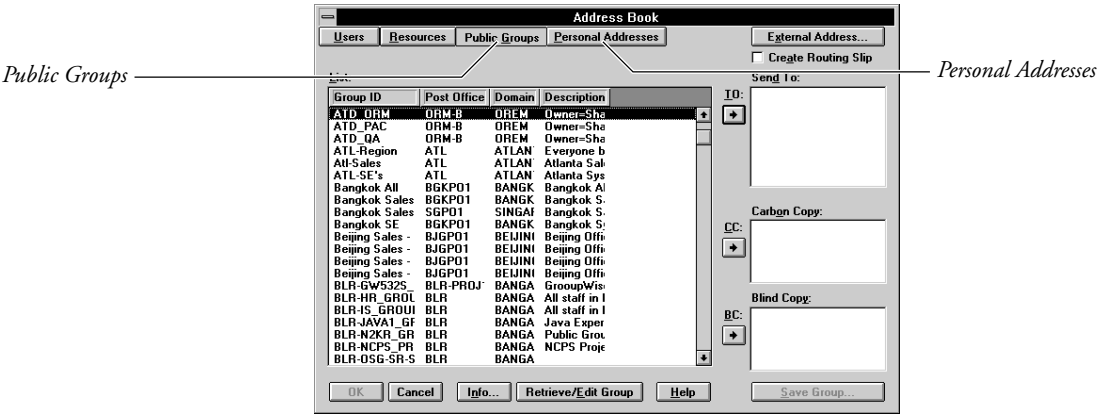 Address Book
Users Resources Public Groups Personal Addresses External Address...
Create Routing Slip
Public Groups
Personal Addresses
List:
Send To:
Group ID Post Office Domain Description
TO:
ATD_ORM ORM-B OREM Owner=Sha
ATD_PAC ORM-B OREM Owner=Sha
ATD_QA ORM-B OREM Owner=Sha
ATL-Region ATL ATLAN Everyone b
Atl-Sales ATL ATLAN Atlanta Sal
ATL-SE's ATL ATLAN Atlanta Sys
Bangkok All BGKPO1 BANGK Bangkok Al
Bangkok Sales BGKPO1 BANGK Bangkok S
Bangkok Sales SGPO1 SINGAF Bangkok S
Bangkok SE BGKPO1 BANGK Bangkok S
Beijing Sales - BJGPO1 BEIJIN Beijing Offi
Beijing Sales - BJGPO1 BEIJIN Beijing Offi
Beijing Sales - BJGPO1 BEIJIN Beijing Offi
Beijing Sales - BJGPO1 BEIJIN Beijing Offi
BLR-GW532S_ BLR-PROJ BANGA GrooupWis
BLR-HR_GROU BLR BANGA All staff in
BLR-IS_GROUI BLR BANGA All staff in
BLR-JAVA1_GF BLR BANGA Java Exper
BLR-N2KR_GR BLR BANGA Public Grou
BLR-NCPS_PR BLR BANGA NCPS Proje
BLR-OSG-SR-S BLR BANGA
Carbon Copy:
CC:
Blind Copy:
BC:
OK Cancel Info... Retrieve/Edit Group Help Save Group...